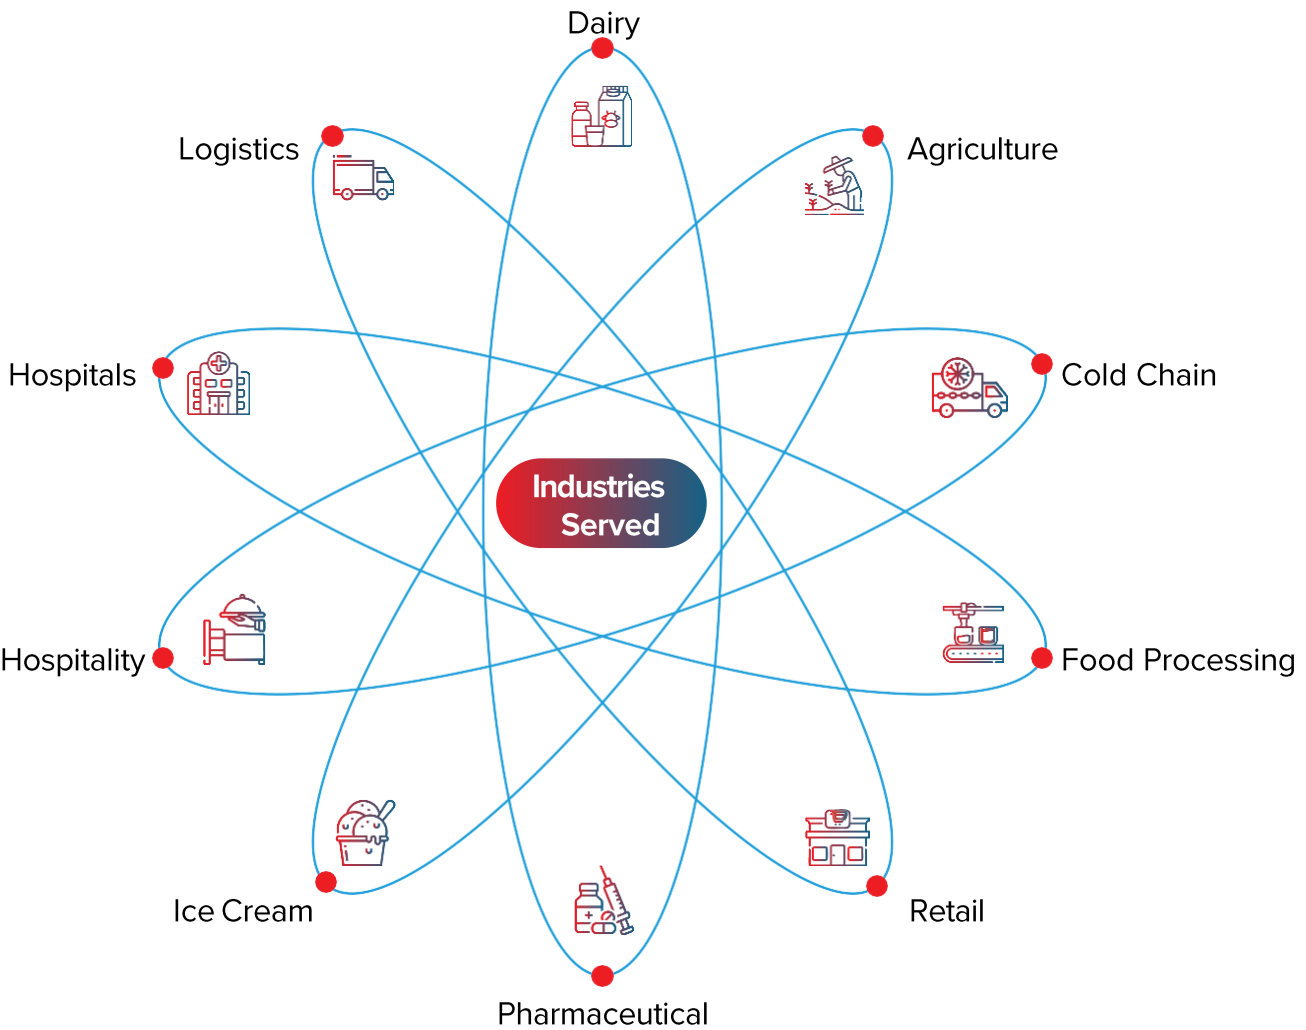 Dairy
Logistics
Agriculture
Hospitals
Cold Chain
Industries
Served
Hospitality
Food Processing
Ice Cream
Retail
Pharmaceutical